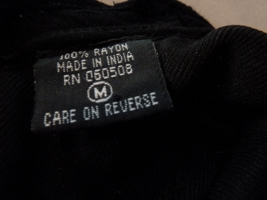 100% RAYON
MADE IN INDIA
RN 060508
M
CARE ON REVERSE